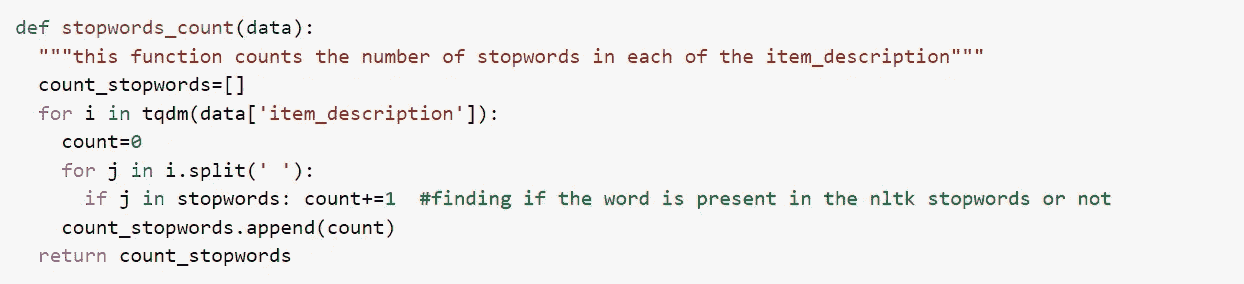 def stopwords_count(data):
  """this function counts the number of stopwords in each of the item_description"""
  count_stopwords=[]
  for i in tqdm(data['item_description']):
    count=0
    for j in i.split(' '):
      if j in stopwords: count+=1  #finding if the word is present in the nltk stopwords or not
    count_stopwords.append(count)
  return count_stopwords